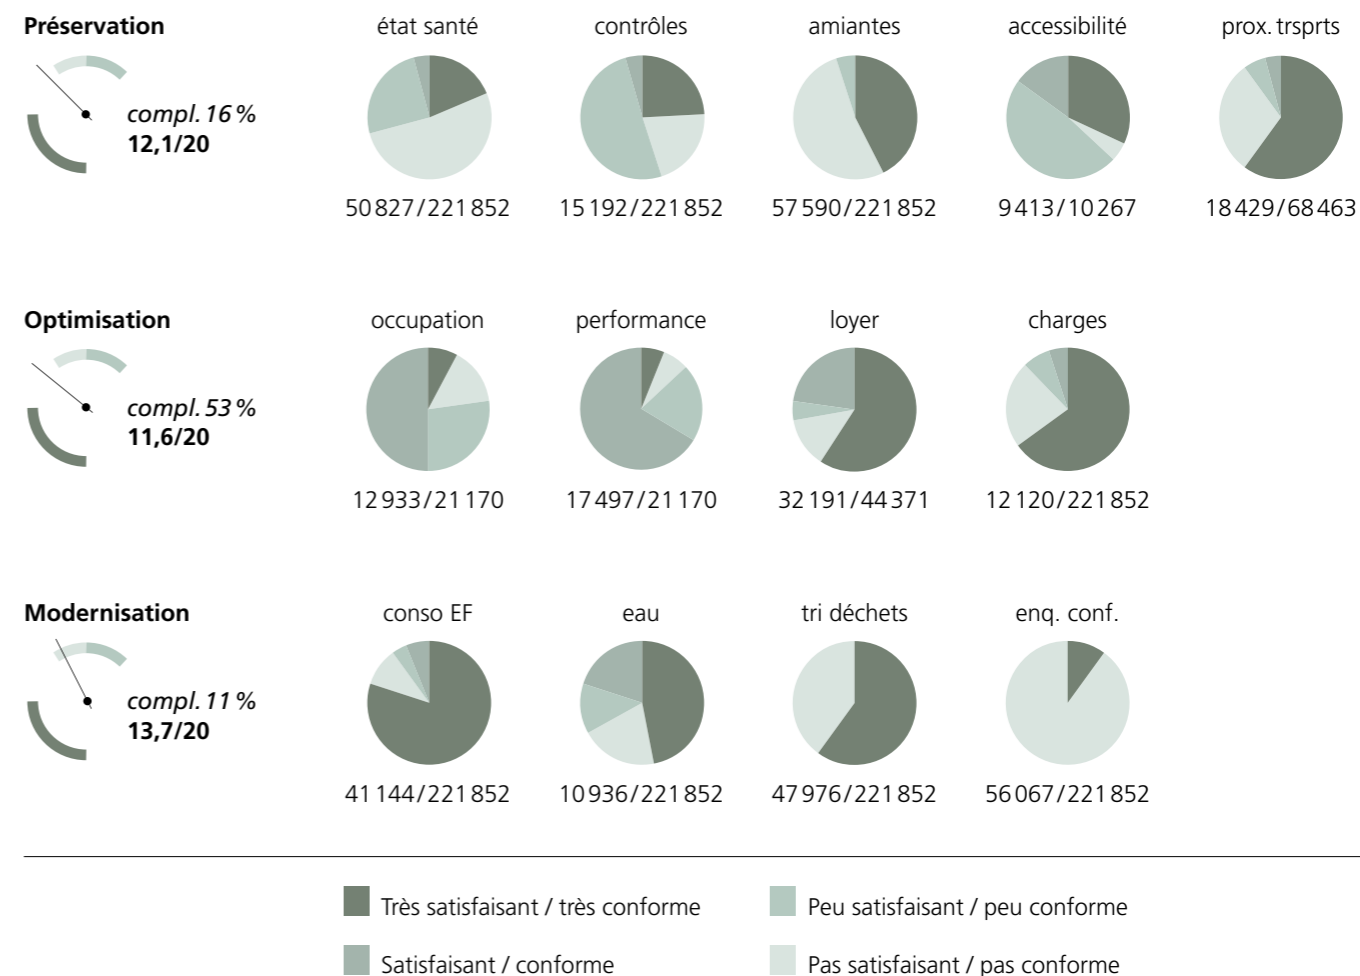 Préservation
état santé
contrôles
amiantes
accessibilité
prox. trsprts
compl. 16 %
12,1/20
50 827/221 852
15 192/221 852
57 590/221 852
9 413/10 267
18 429/68 463
Optimisation
occupation
performance
loyer
charges
compl. 53 %
11,6/20
12 933/21 170
17 497/21 170
32 191/44 371
12 120/221 852
Modernisation
conso EF
eau
tri déchets
enq. conf.
compl. 11 %
13,7/20
41 144/221 852
10 936/221 852
47 976/221 852
56 067/221 852
Très satisfaisant / très conforme
Peu satisfaisant / peu conforme
Satisfaisant / conforme
Pas satisfaisant / pas conforme